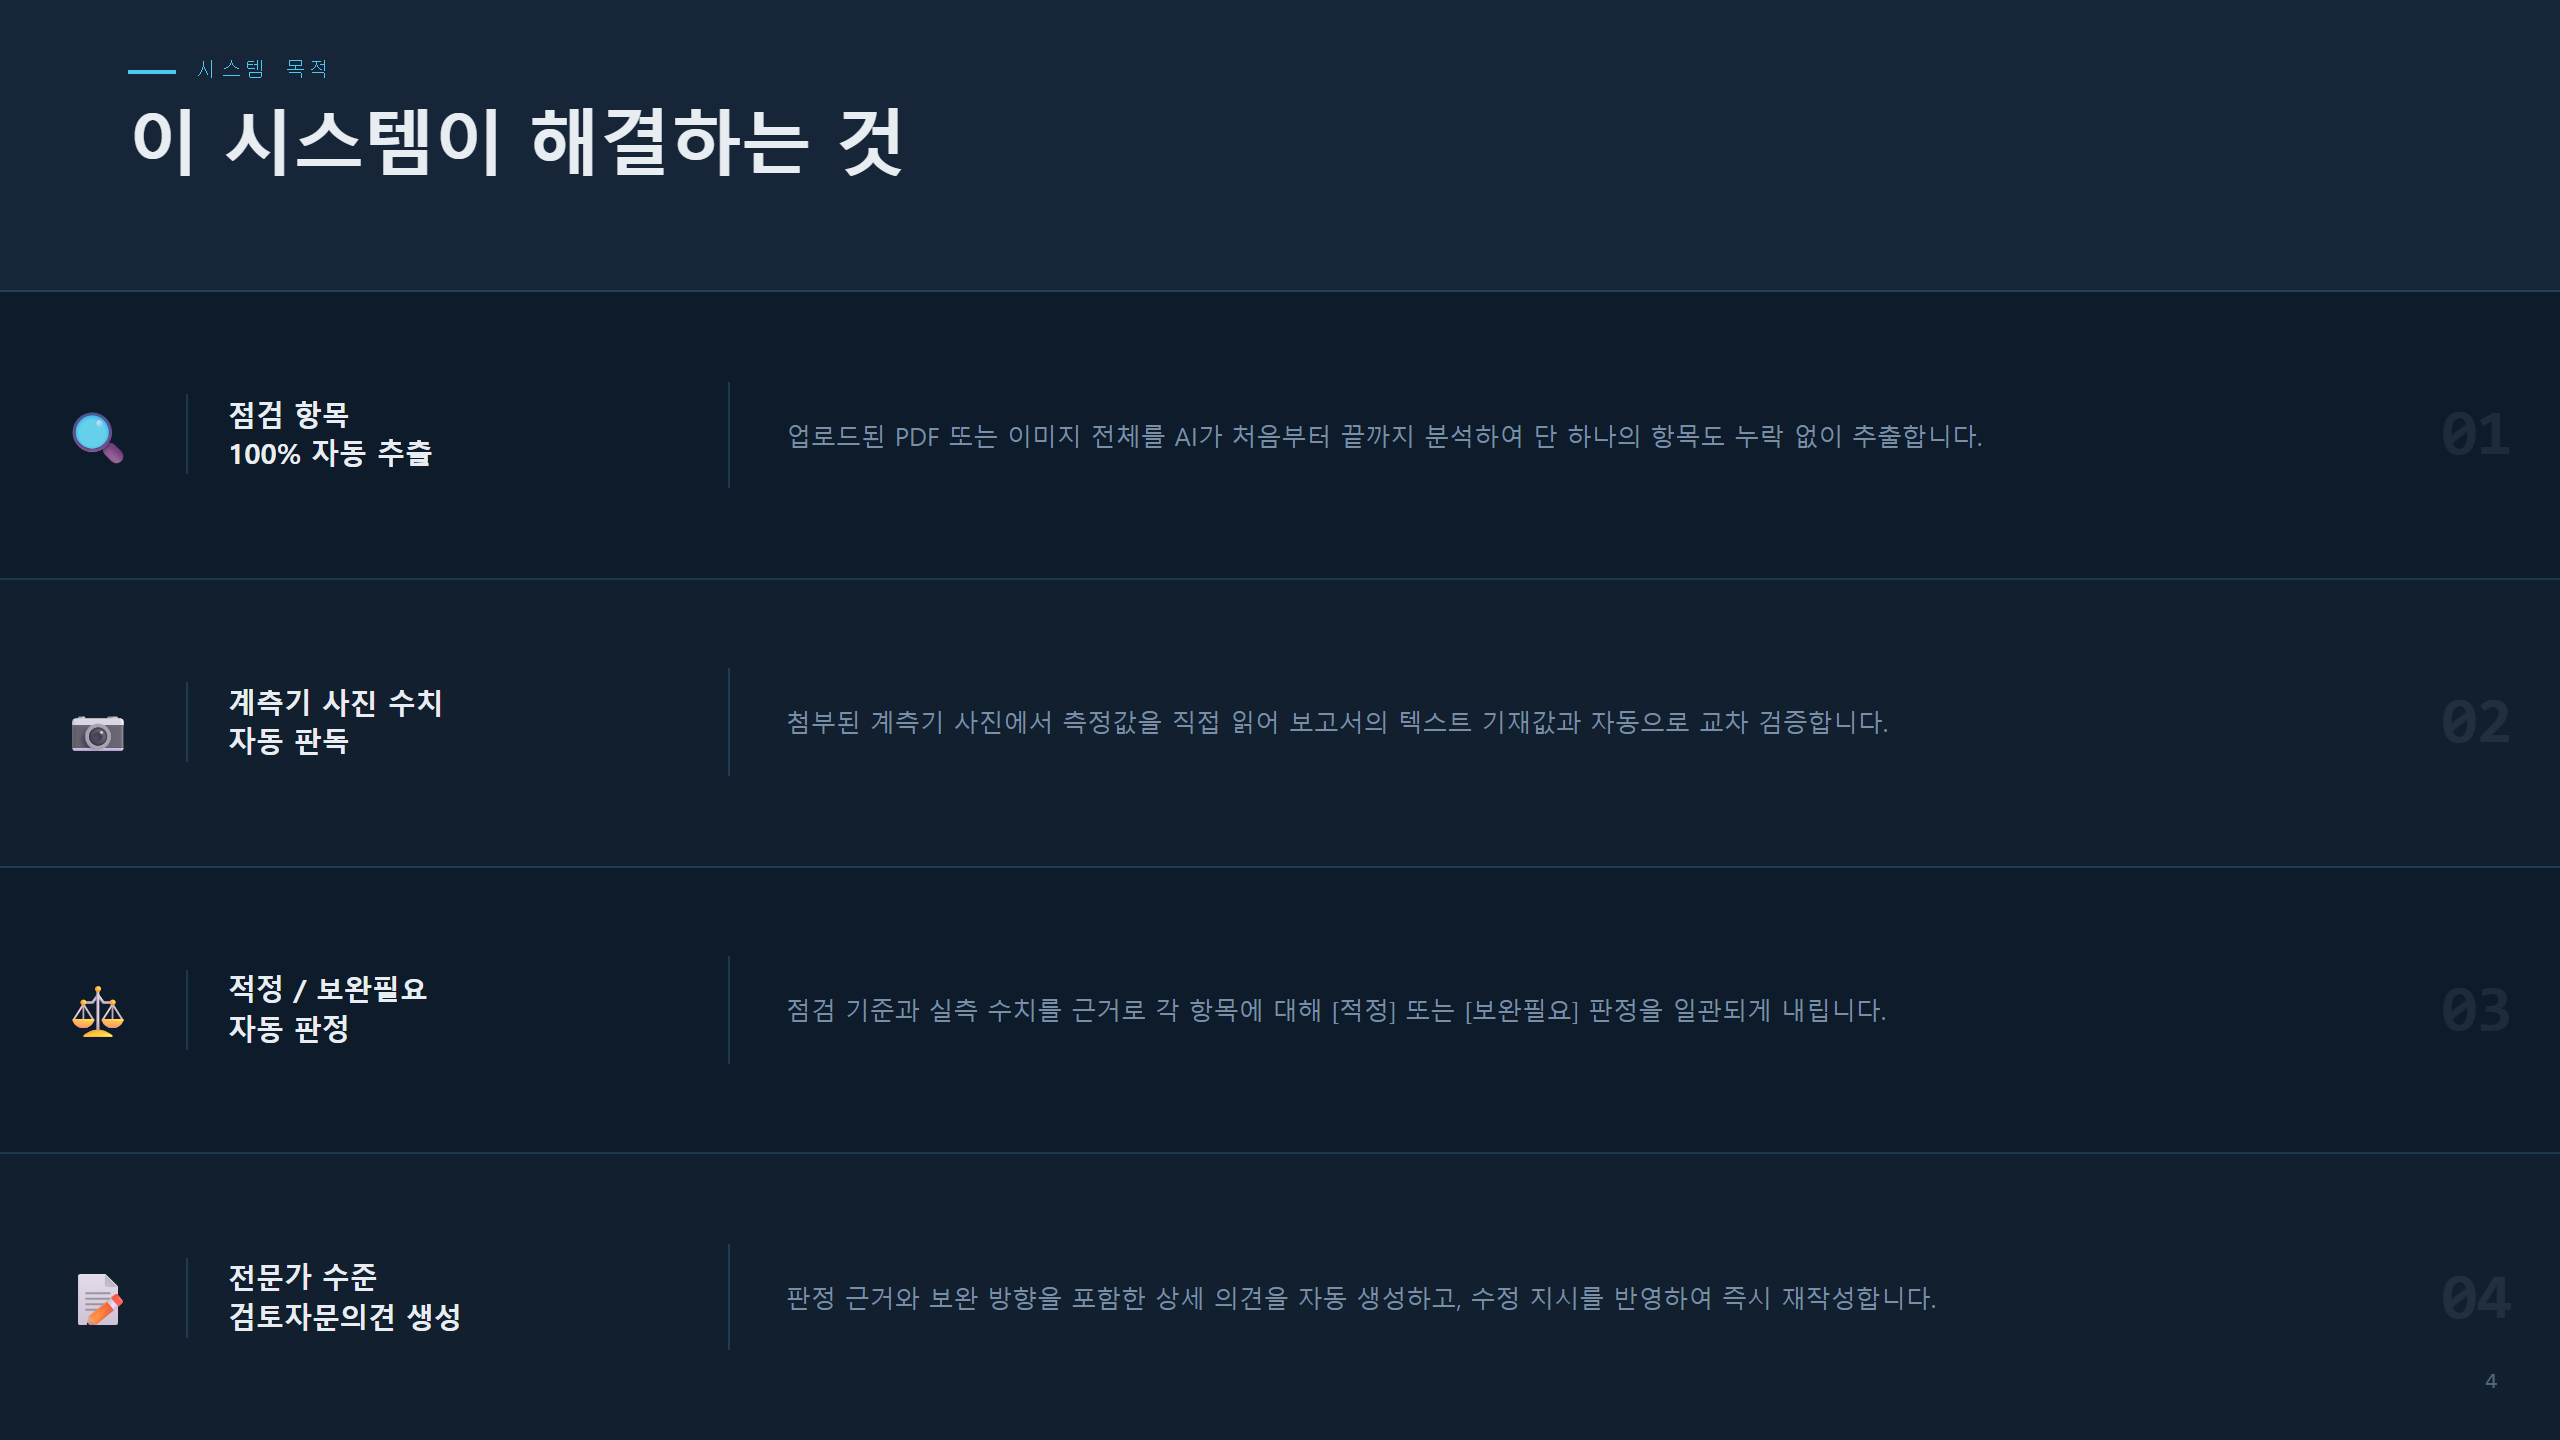 시스템 목적
이 시스템이 해결하는 것
점검 항목
100% 자동 추출
업로드된 PDF 또는 이미지 전체를 AI가 처음부터 끝까지 분석하여 단 하나의 항목도 누락 없이 추출합니다.
01
계측기 사진 수치
자동 판독
첨부된 계측기 사진에서 측정값을 직접 읽어 보고서의 텍스트 기재값과 자동으로 교차 검증합니다.
02
적정 / 보완필요
자동 판정
점검 기준과 실측 수치를 근거로 각 항목에 대해 [적정] 또는 [보완필요] 판정을 일관되게 내립니다.
03
전문가 수준
검토자문의견 생성
판정 근거와 보완 방향을 포함한 상세 의견을 자동 생성하고, 수정 지시를 반영하여 즉시 재작성합니다.
04
4